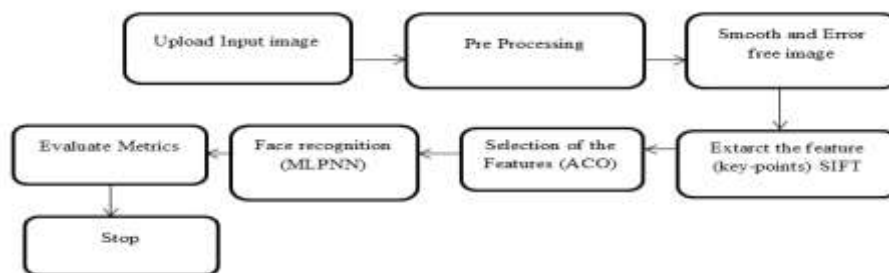 Upload Input image
Pre Processing
Smooth and Error
free image
Extarct the feature
(key-points) SIFT
Selection of the
Features (ACO)
Face recognition
(MLPNN)
Evaluate Metrics
Stop